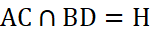 AC ∩ BD = H